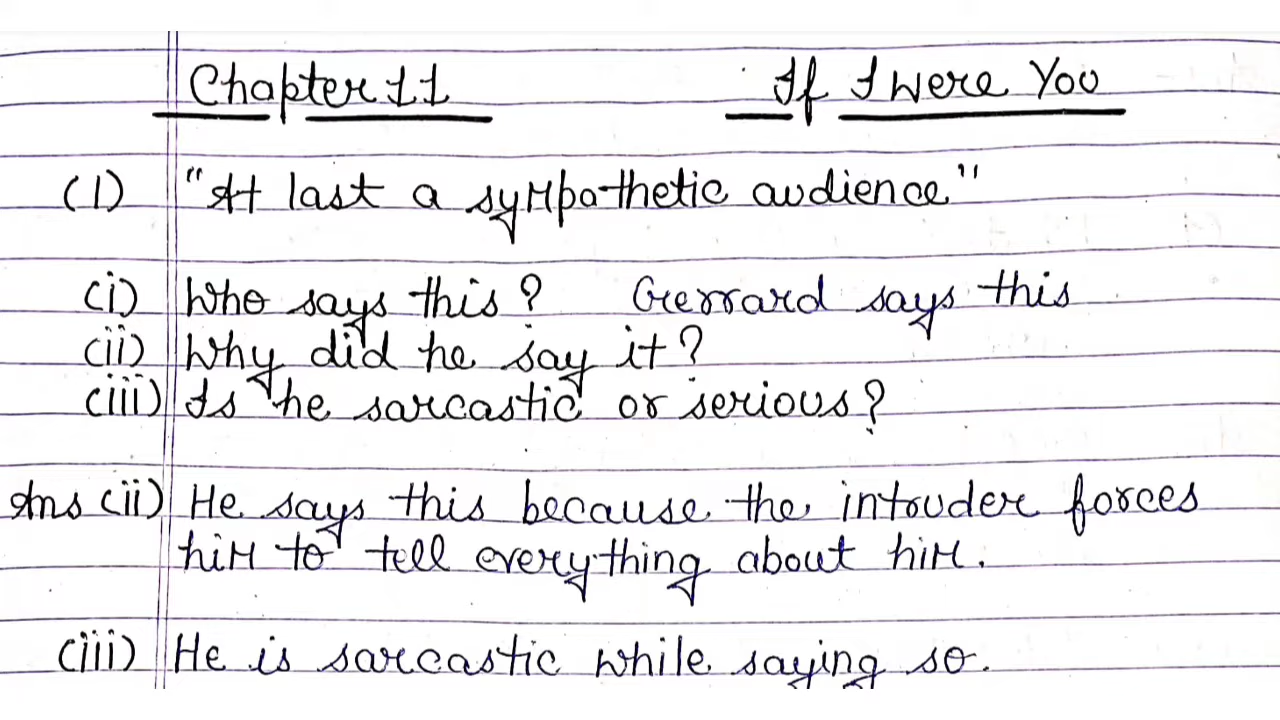 Chapter 11 If I Were You
(1) "At last a sympathetic audience"
(i) Who says this? Gerrard says this
(ii) Why did he say it?
(iii) Is he sarcastic or serious?
Ans (ii) He says this because the intruder forces
him to tell everything about him.
(iii) He is sarcastic while saying so.